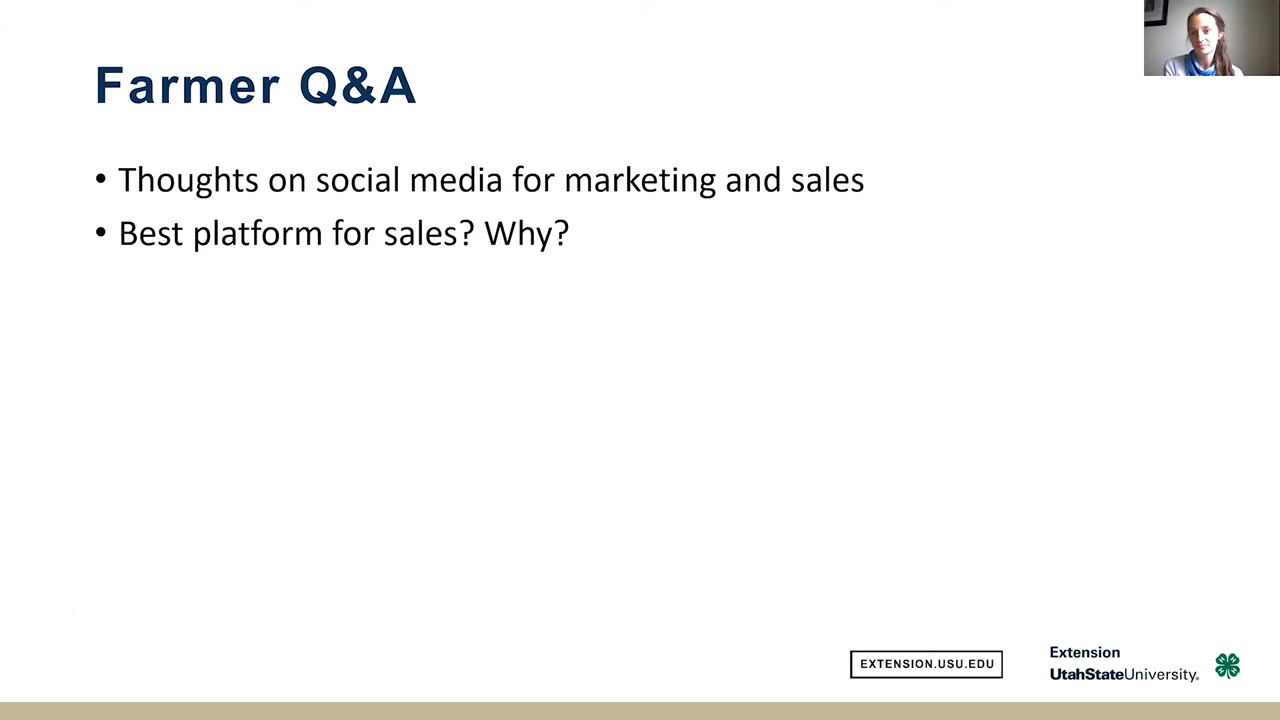 Farmer Q&A
• Thoughts on social media for marketing and sales
• Best platform for sales? Why?
EXTENSION.USU.EDU
Extension
UtahStateUniversity®